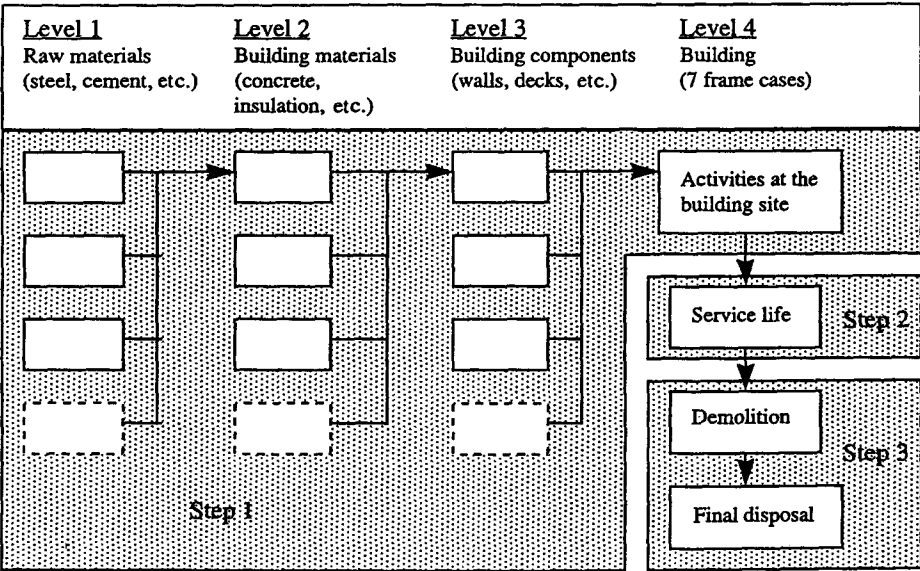 Level 1
Raw materials
(steel, cement, etc.)
Level 2
Building materials
(concrete,
insulation, etc.)
Level 3
Building components
(walls, decks, etc.)
Level 4
Building
(7 frame cases)
Activities at the
building site
Service life
Step 2
Demolition
Step 3
Final disposal
Step 1